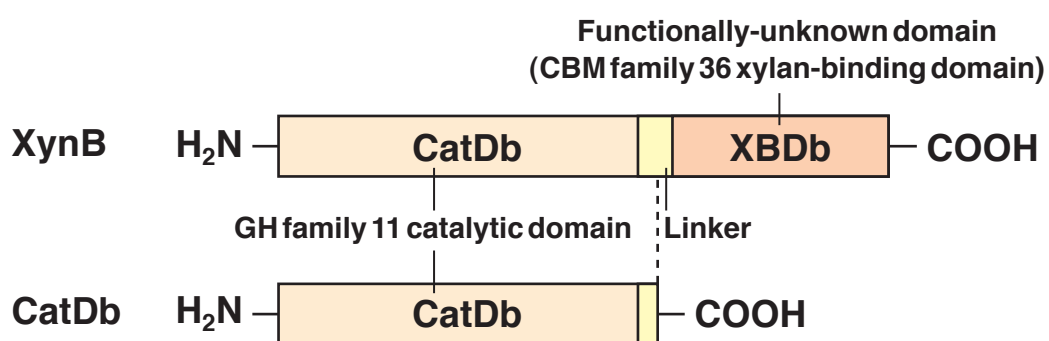 Functionally-unknown domain
(CBM family 36 xylan-binding domain)
XynB H₂N CatDb XBDb COOH
GH family 11 catalytic domain Linker
CatDb H₂N CatDb COOH